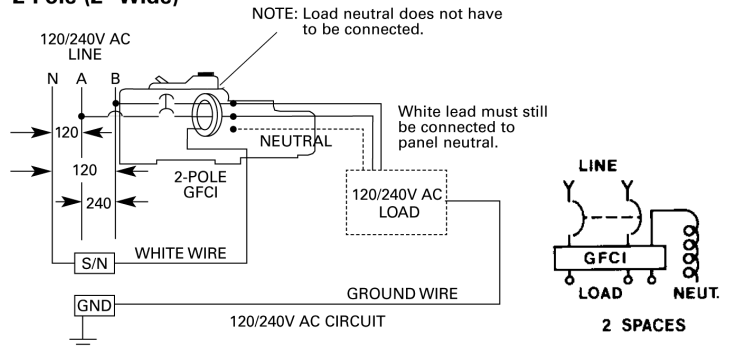 2-Pole (2" Wide)
NOTE: Load neutral does not have
to be connected.
120/240V AC
LINE
N A B
White lead must still
be connected to
panel neutral.
120
NEUTRAL
120
2-POLE
GFCI
240
120/240V AC
LOAD
WHITE WIRE
S/N
GROUND WIRE
GND
120/240V AC CIRCUIT
LINE
GFCI
LOAD NEUT.
2 SPACES